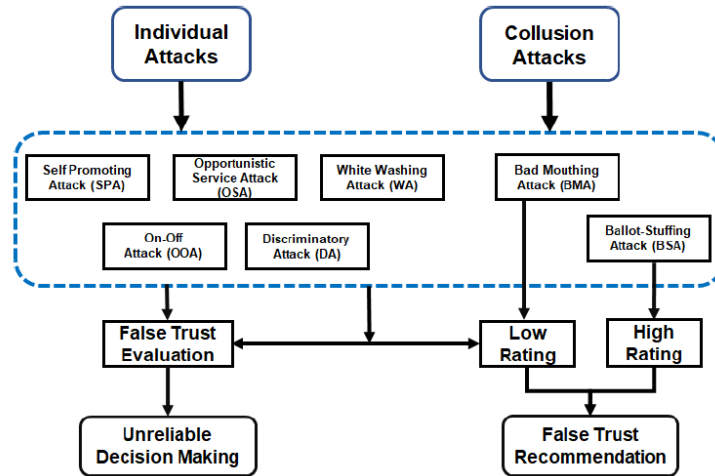 Individual
Attacks
Collusion
Attacks
Self Promoting
Attack (SPA)
Opportunistic
Service Attack
(OSA)
White Washing
Attack (WA)
Bad Mouthing
Attack (BMA)
On-Off
Attack (OOA)
Discriminatory
Attack (DA)
Ballot-Stuffing
Attack (BSA)
False Trust
Evaluation
Low
Rating
High
Rating
Unreliable
Decision Making
False Trust
Recommendation